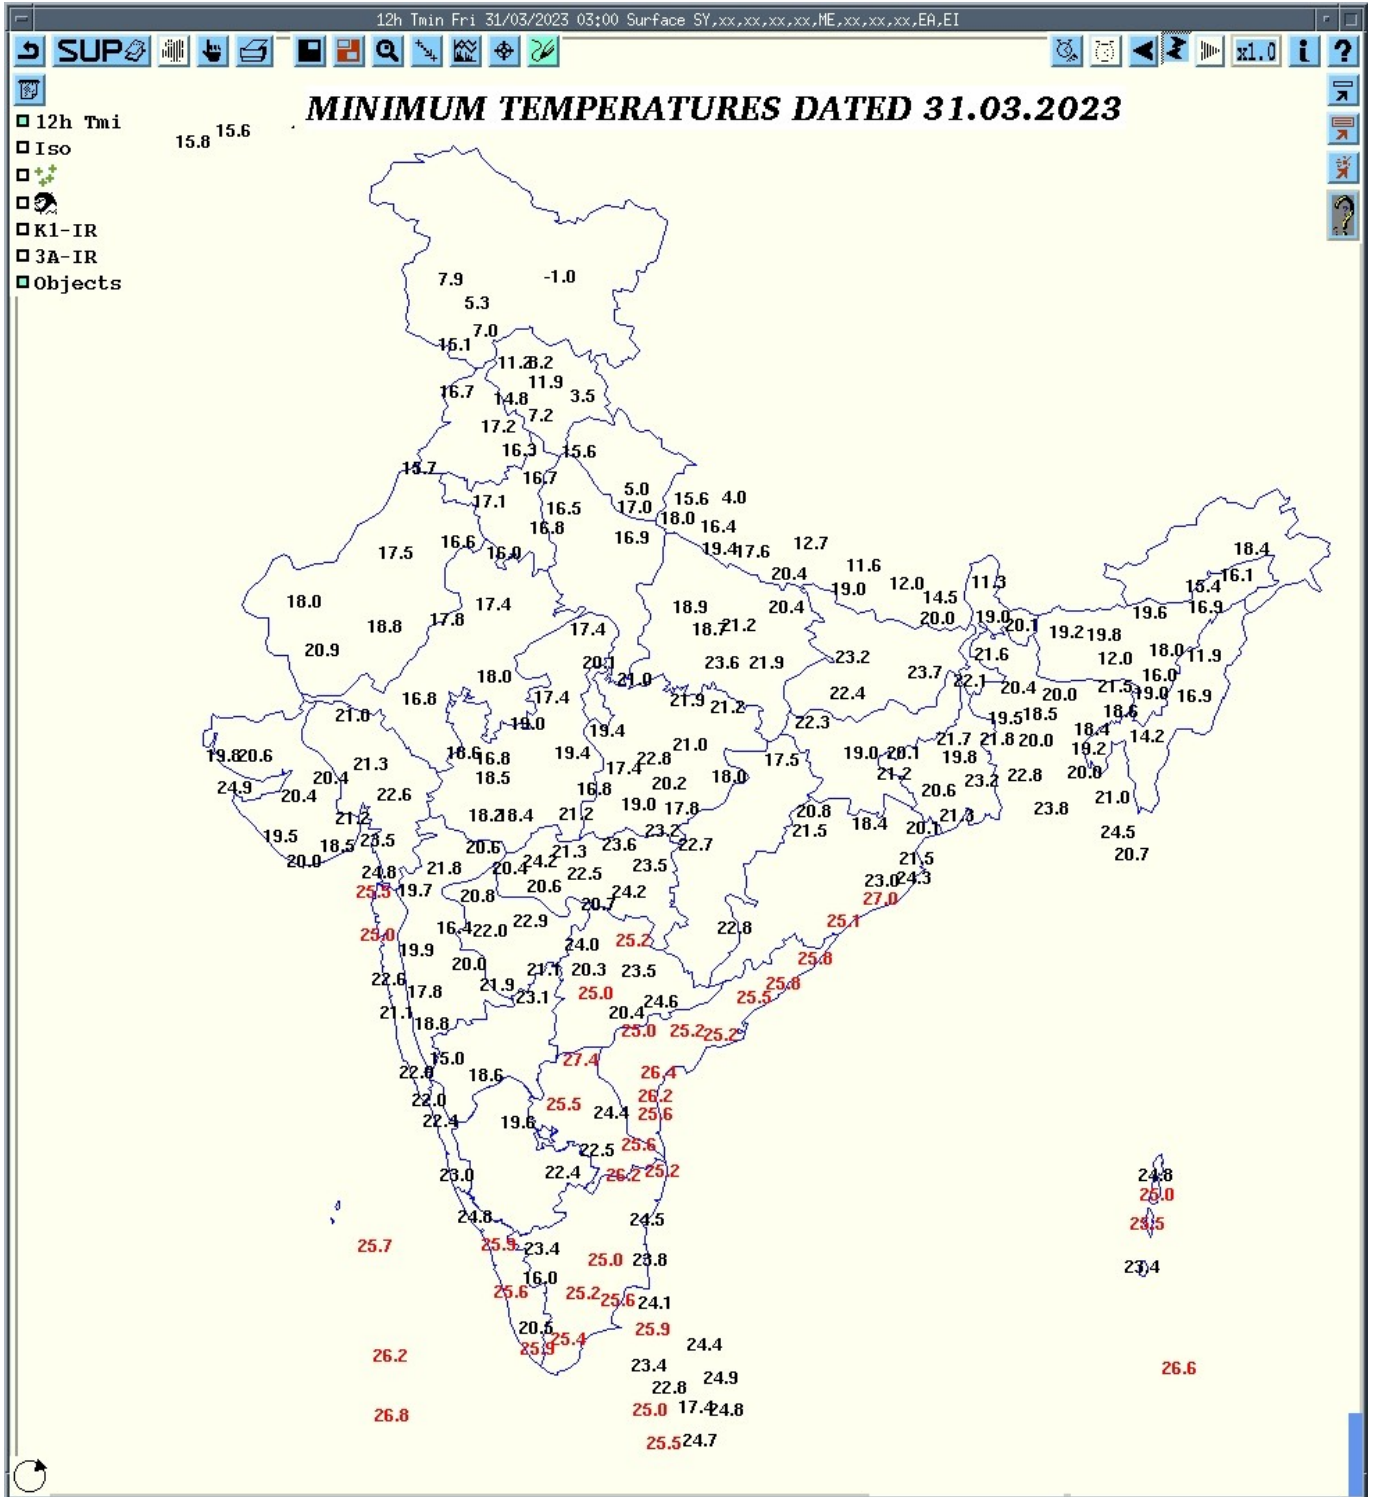 12h Tmin Fri 31/03/2023 03:00 Surface SY,xx,xx,xx,xx,ME,xx,xx,xx,EA,EI
SUP
x1.0
i
?
MINIMUM TEMPERATURES DATED 31.03.2023
12h Tmi
Iso
K1-IR
3A-IR
Objects
15.8 15.6
7.9 -1.0
5.3
7.0
15.1
11.2 8.2
11.9
16.7 14.8 3.5
7.2
17.2
16.3 15.6
16.7
17.1 5.0 15.6 4.0
16.5 17.0
18.0
16.8 16.4
16.6 16.9
17.5 16.0 19.4 17.6 12.7
18.4
11.6
20.4 16.1
19.0 12.0 11.3 15.4
14.5
18.0 17.4 18.9 20.4 16.9
19.6
17.8 20.0 19.0
18.8 17.4 18.7 21.2 20.1
19.2 19.8
20.9 21.6 18.0 11.9
20.1 23.6 21.9 23.2 12.0
18.0 21.0 23.7 22.1 16.0
20.4 21.5
16.8 17.4 21.9 22.4 20.0 19.0 16.9
21.2
21.0 19.0 22.3 19.5 18.5 18.6
19.4 18.4
21.0 21.7 21.8 20.0 14.2
19.8 20.6 18.6 16.8 19.4 22.8 17.5 19.0 20.1 19.8 19.2
21.3 17.4
20.4 18.5 18.0 21.2 22.8 20.8
24.9 16.8 20.2 23.2
20.4 22.6 20.6 21.0
19.0 17.8 23.8
21.2 18.2 18.4 21.2 20.8 21.3
18.4
19.5 23.5 23.2 21.5 20.1 24.5
18.5 20.6 23.6 22.7
20.0 24.2 21.3 21.5 20.7
24.8 21.8 20.4 22.5 23.5
23.0 24.3
25.5 19.7 20.8 20.6 24.2 27.0
20.7
16.4 22.0 22.9 22.8 25.1
25.0
19.9 24.0 25.2
25.8
20.0 21.1 20.3 23.5
22.6 21.9 25.8
17.8 23.1 25.0 25.5
24.6
21.1 20.4
18.8 25.0 25.2 25.2
15.0 27.4
22.0 18.6 26.4
22.0 26.2
25.5 24.4 25.6
22.4 19.6
22.5 25.6
23.0 22.4 26.2 25.2 24.8
25.0
24.8 24.5 25.5
25.7 25.9 23.4
25.0 23.8 23.4
16.0
25.6 25.2 25.6 24.1
20.5 25.9
25.4
25.9 24.4
26.2 23.4 26.6
24.9
22.8
26.8 25.0 17.4 24.8
25.5 24.7